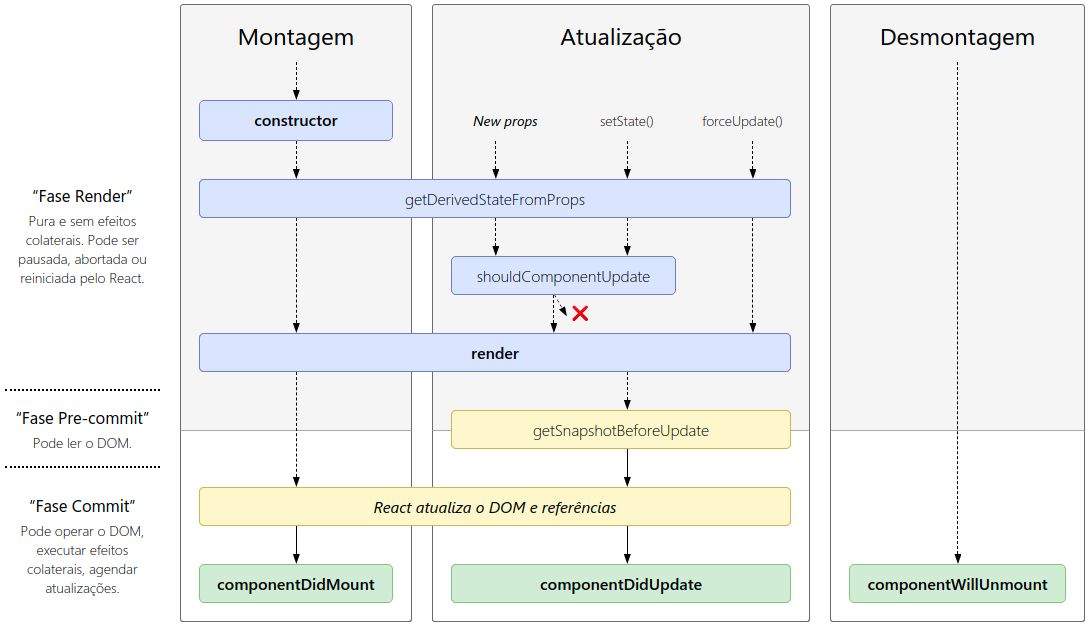 Montagem
Atualização
Desmontagem
constructor
New props
setState()
forceUpdate()
“Fase Render”
Pura e sem efeitos
colaterais. Pode ser
pausada, abortada ou
reiniciada pelo React.
getDerivedStateFromProps
shouldComponentUpdate
render
“Fase Pre-commit”
Pode ler o DOM.
getSnapshotBeforeUpdate
“Fase Commit”
Pode operar o DOM,
executar efeitos
colaterais, agendar
atualizações.
React atualiza o DOM e referências
componentDidMount
componentDidUpdate
componentWillUnmount